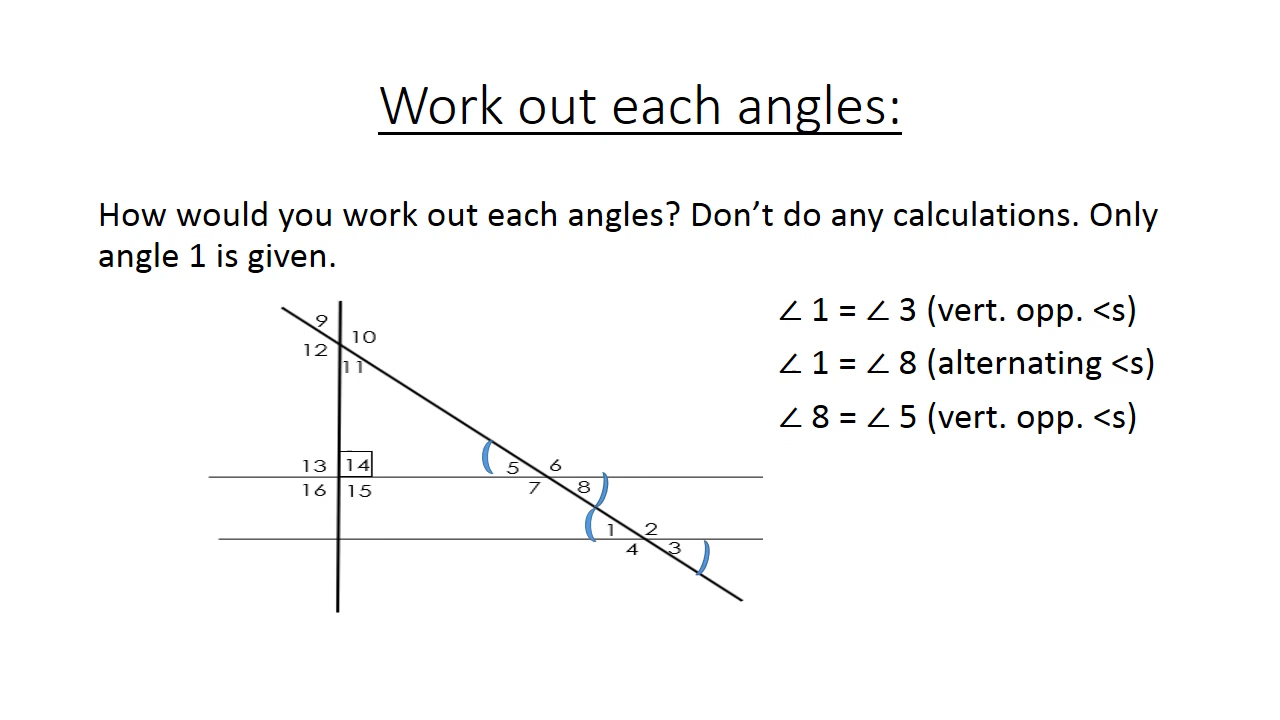 Work out each angles:
How would you work out each angles? Don’t do any calculations. Only
angle 1 is given.
∠ 1 = ∠ 3 (vert. opp. <s)
∠ 1 = ∠ 8 (alternating <s)
∠ 8 = ∠ 5 (vert. opp. <s)
9
10
12
11
13 14
5 6
16 15
7 8
1 2
4 3